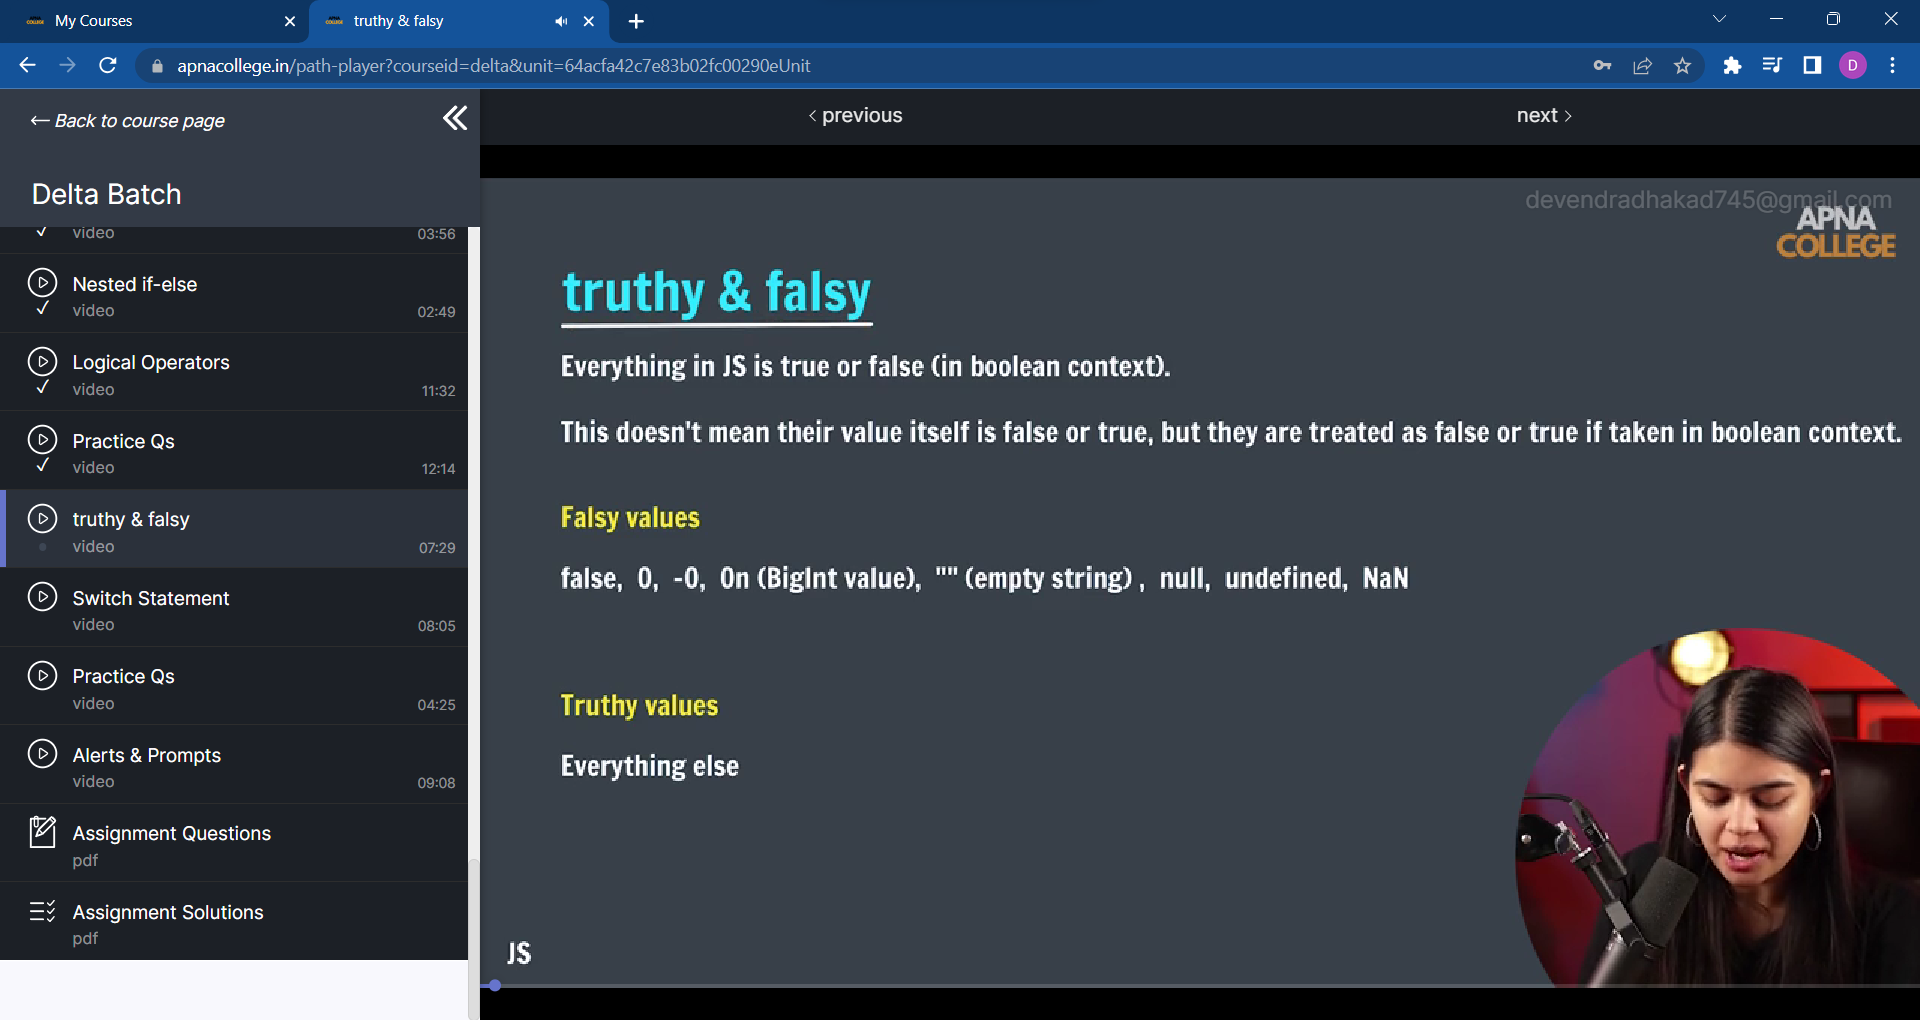 My Courses
truthy & falsy
apnacollege.in/path-player?courseid=delta&unit=64acfa42c7e83b02fc00290eUnit
D
← Back to course page
< previous
next >
Delta Batch
video
03:56
Nested if-else
video
02:49
Logical Operators
video
11:32
Practice Qs
video
12:14
truthy & falsy
video
07:29
Switch Statement
video
08:05
Practice Qs
video
04:25
Alerts & Prompts
video
09:08
Assignment Questions
pdf
Assignment Solutions
pdf
devendradhakad745@gmail.com
APNA
COLLEGE
truthy & falsy
Everything in JS is true or false (in boolean context).
This doesn't mean their value itself is false or true, but they are treated as false or true if taken in boolean context.
Falsy values
false, 0, -0, 0n (BigInt value), "" (empty string) , null, undefined, NaN
Truthy values
Everything else
JS